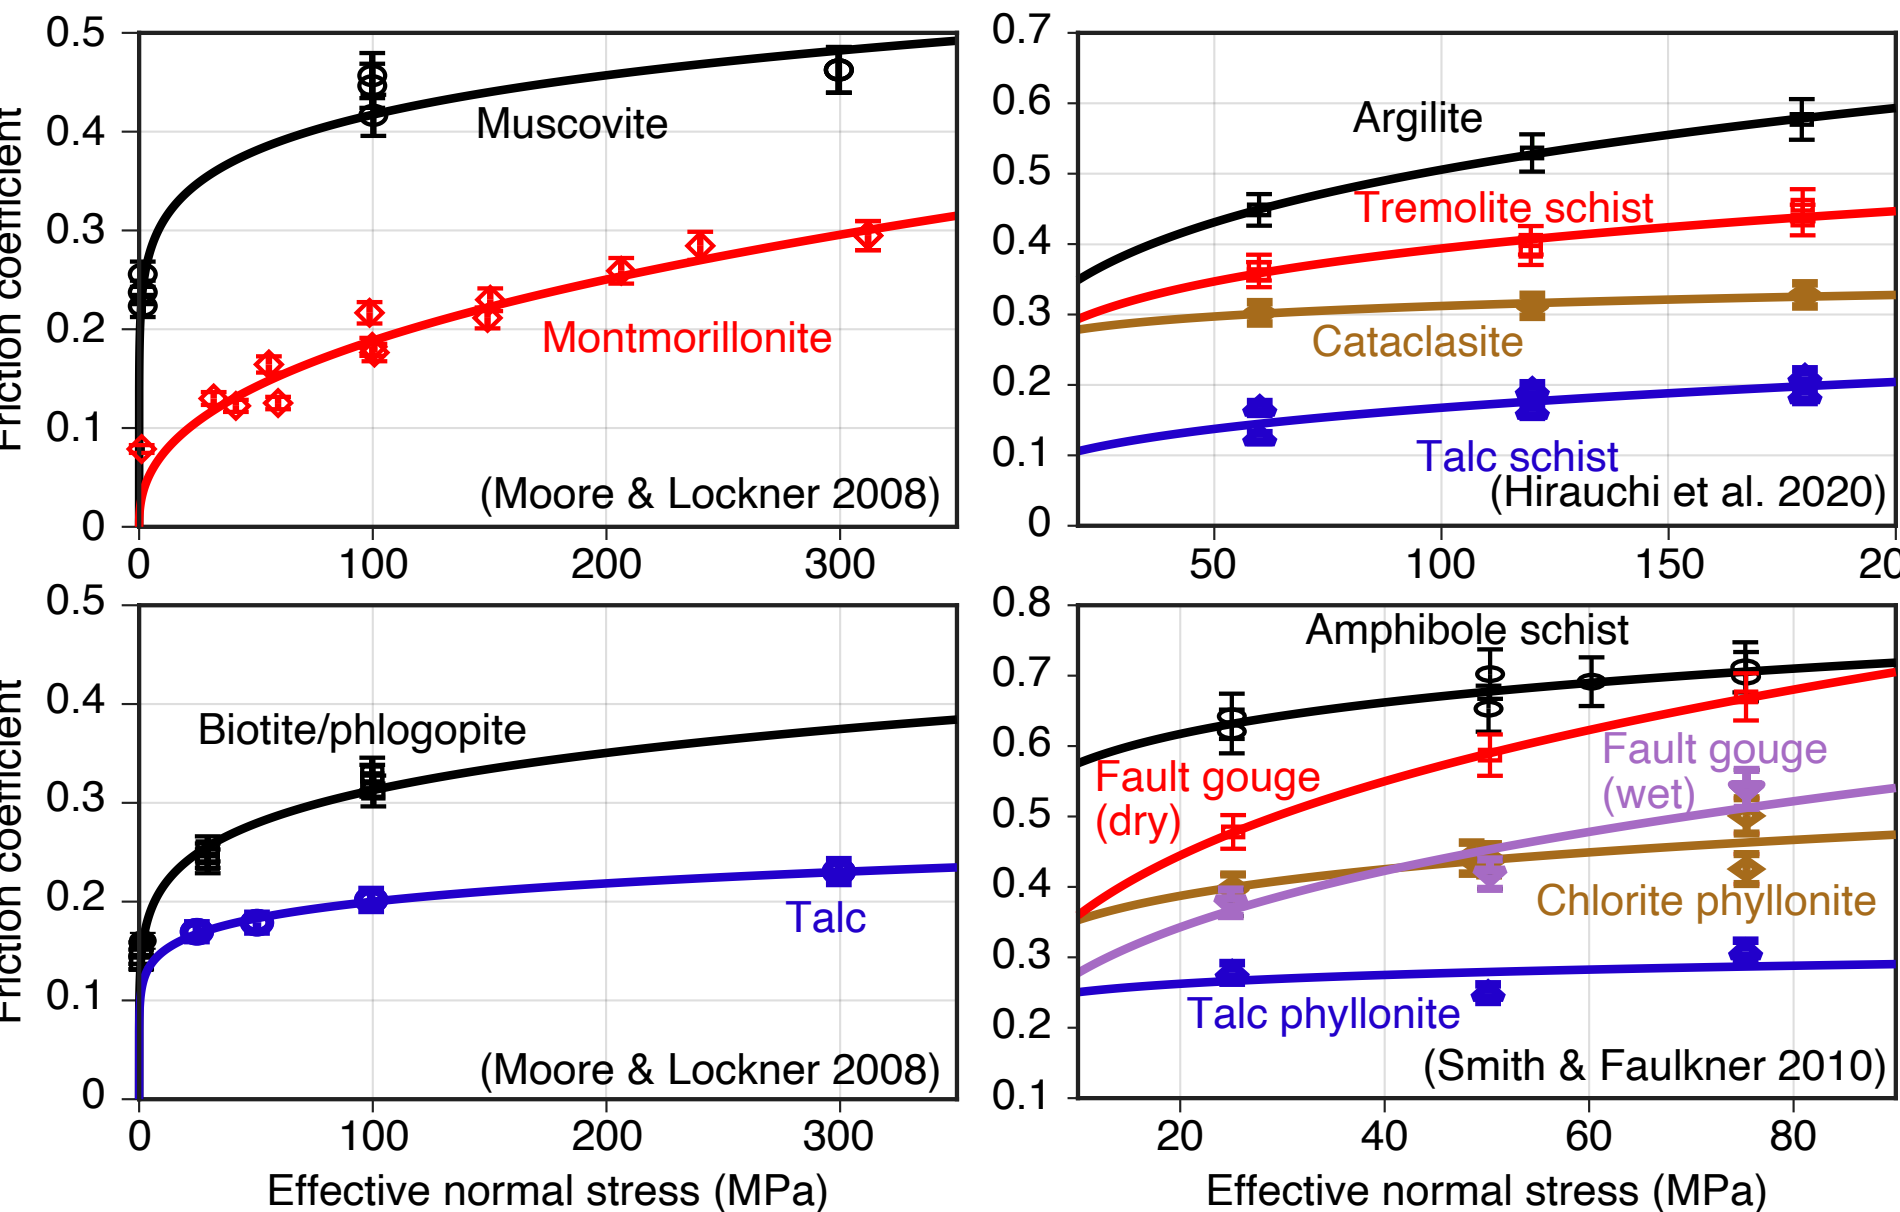 0.5
0.4
0.3
0.2
0.1
0
Friction coefficient
Muscovite
Montmorillonite
(Moore & Lockner 2008)
0 100 200 300
0.7
0.6
0.5
0.4
0.3
0.2
0.1
0
Argilite
Tremolite schist
Cataclasite
Talc schist
(Hirauchi et al. 2020)
50 100 150 20
0.5
0.4
0.3
0.2
0.1
0
Friction coefficient
Biotite/phlogopite
Talc
(Moore & Lockner 2008)
0 100 200 300
Effective normal stress (MPa)
0.8
0.7
0.6
0.5
0.4
0.3
0.2
0.1
Amphibole schist
Fault gouge
(dry)
Fault gouge
(wet)
Chlorite phyllonite
Talc phyllonite
(Smith & Faulkner 2010)
20 40 60 80
Effective normal stress (MPa)